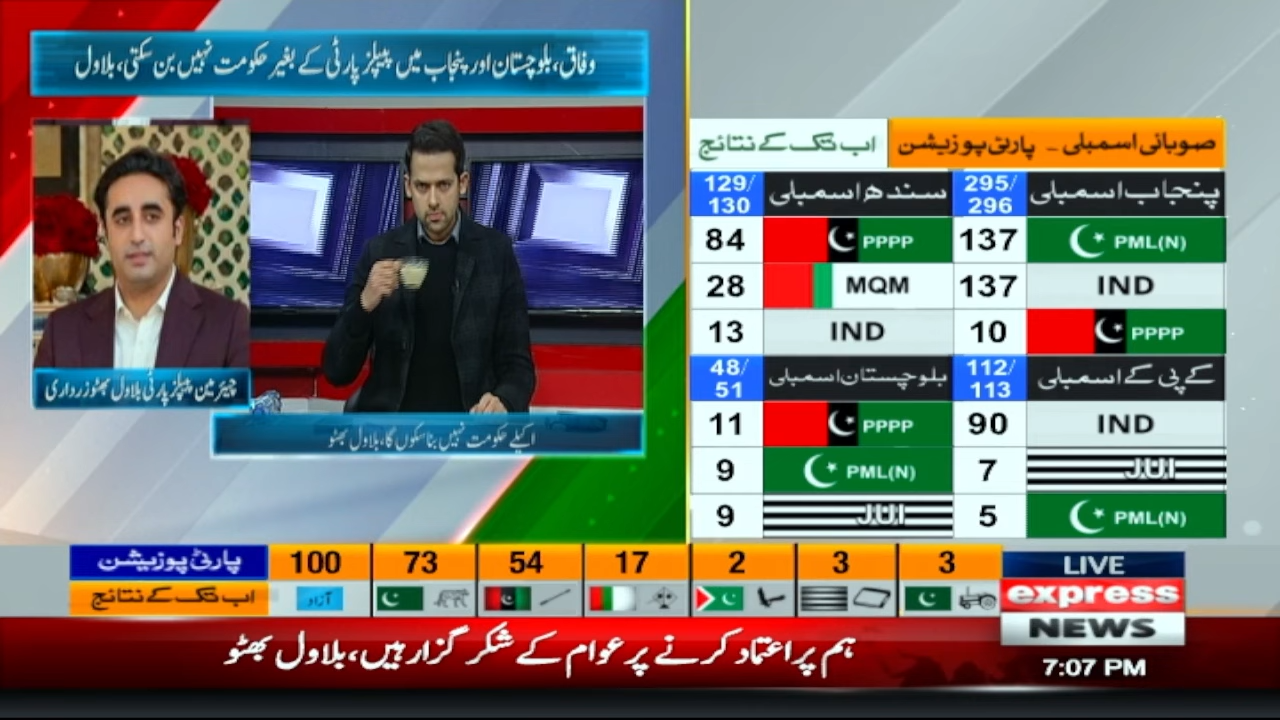 وفاق، بلوچستان اور پنجاب میں پیپلز پارٹی کے بغیر حکومت نہیں بن سکتی، بلاول
چیئرمین پیپلز پارٹی بلاول بھٹو زرداری
اکیلے حکومت نہیں بنا سکوں گا، بلاول بھٹو
صوبائی اسمبلی - پارٹی پوزیشن
اب تک کے نتائج
پنجاب اسمبلی 295/296
PML(N) 137
IND 137
PPPP 10
سندھ اسمبلی 129/130
PPPP 84
MQM 28
IND 13
کے پی کے اسمبلی 112/113
IND 90
JUI 7
PML(N) 5
بلوچستان اسمبلی 48/51
PPPP 11
PML(N) 9
JUI 9
پارٹی پوزیشن 100 73 54 17 2 3 3
اب تک کے نتائج آزاد
LIVE
express
NEWS
ہم پر اعتماد کرنے پر عوام کے شکر گزار ہیں، بلاول بھٹو
7:07 PM